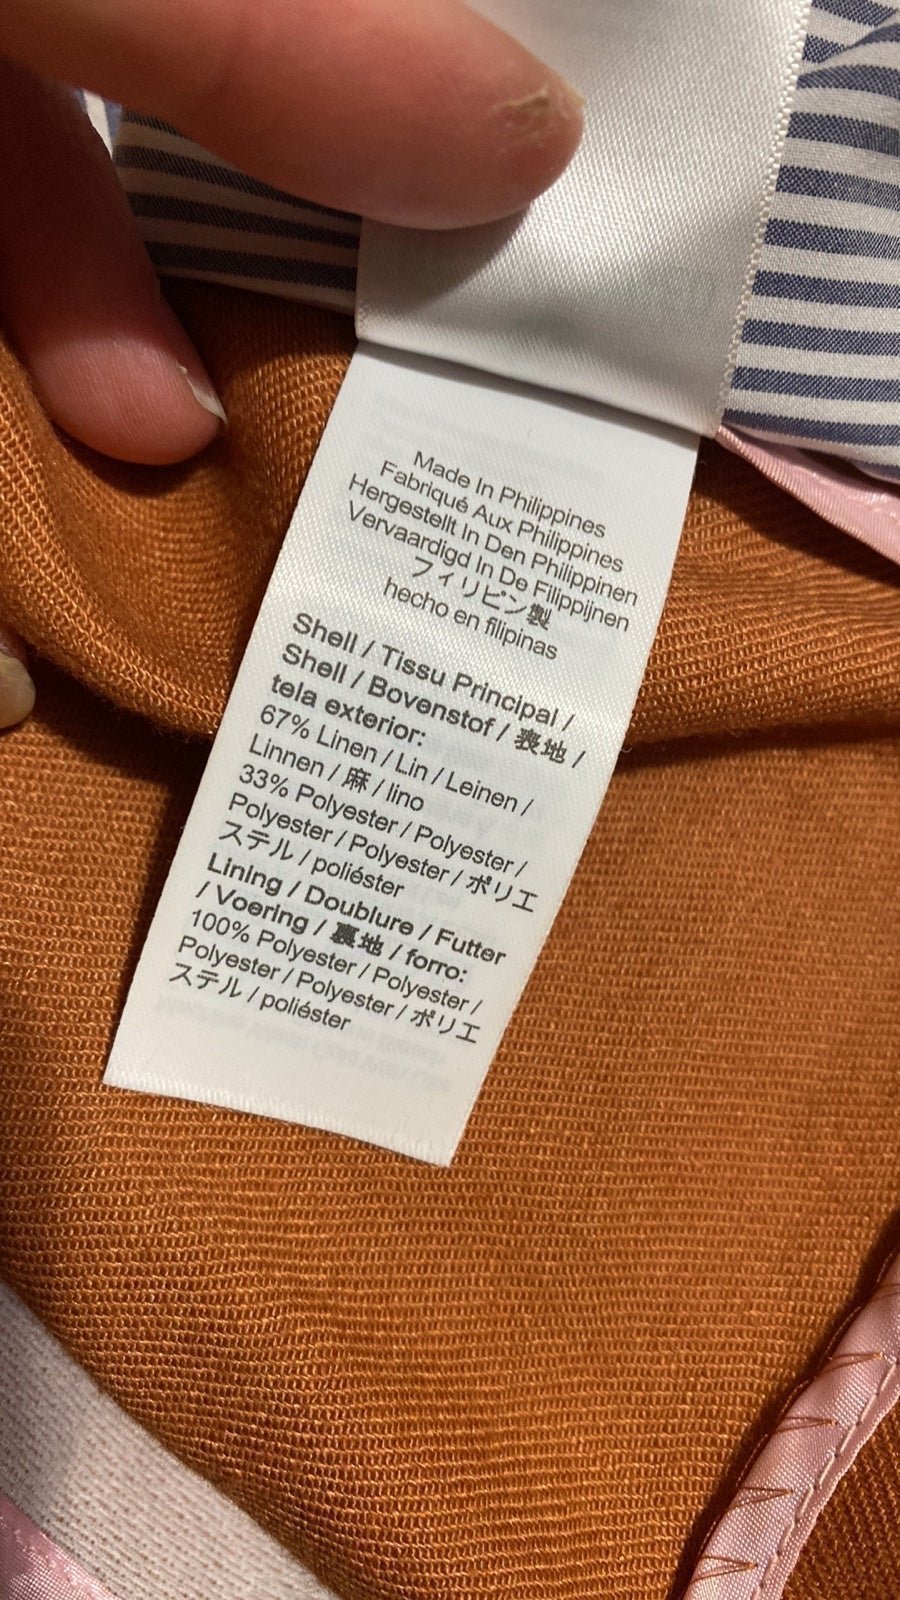 Made In Philippines
Fabriqué Aux Philippines
Hergestellt In Den Philippinen
Vervaardigd In De Filippijnen
フィリピン製
hecho en filipinas
Shell / Tissu Principal /
Shell / Bovenstof / 表地 /
tela exterior:
67% Linen / Lin / Leinen /
Linnen / 麻 / lino
33% Polyester / Polyester /
Polyester / Polyester / ポリエ
ステル / poliéster
Lining / Doublure / Futter
/ Voering / 裏地 / forro:
100% Polyester / Polyester /
Polyester / Polyester / ポリエ
ステル / poliéster